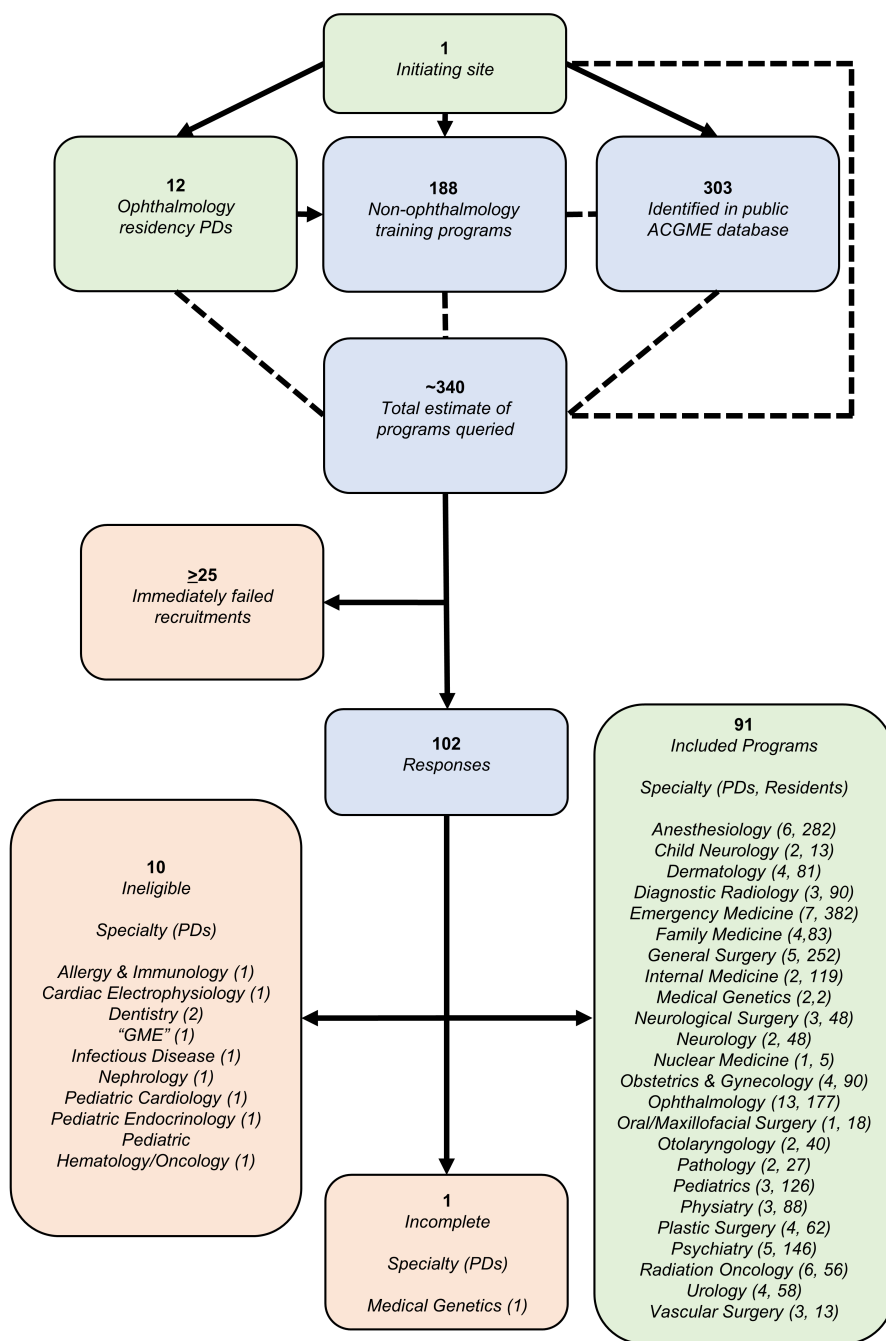 1
Initiating site
12
Ophthalmology
residency PDs
188
Non-ophthalmology
training programs
303
Identified in public
ACGME database
~340
Total estimate of
programs queried
≥25
Immediately failed
recruitments
102
Responses
10
Ineligible
Specialty (PDs)
Allergy & Immunology (1)
Cardiac Electrophysiology (1)
Dentistry (2)
“GME” (1)
Infectious Disease (1)
Nephrology (1)
Pediatric Cardiology (1)
Pediatric Endocrinology (1)
Pediatric
Hematology/Oncology (1)
91
Included Programs
Specialty (PDs, Residents)
Anesthesiology (6, 282)
Child Neurology (2, 13)
Dermatology (4, 81)
Diagnostic Radiology (3, 90)
Emergency Medicine (7, 382)
Family Medicine (4,83)
General Surgery (5, 252)
Internal Medicine (2, 119)
Medical Genetics (2,2)
Neurological Surgery (3, 48)
Neurology (2, 48)
Nuclear Medicine (1, 5)
Obstetrics & Gynecology (4, 90)
Ophthalmology (13, 177)
Oral/Maxillofacial Surgery (1, 18)
Otolaryngology (2, 40)
Pathology (2, 27)
Pediatrics (3, 126)
Physiatry (3, 88)
Plastic Surgery (4, 62)
Psychiatry (5, 146)
Radiation Oncology (6, 56)
Urology (4, 58)
Vascular Surgery (3, 13)
1
Incomplete
Specialty (PDs)
Medical Genetics (1)